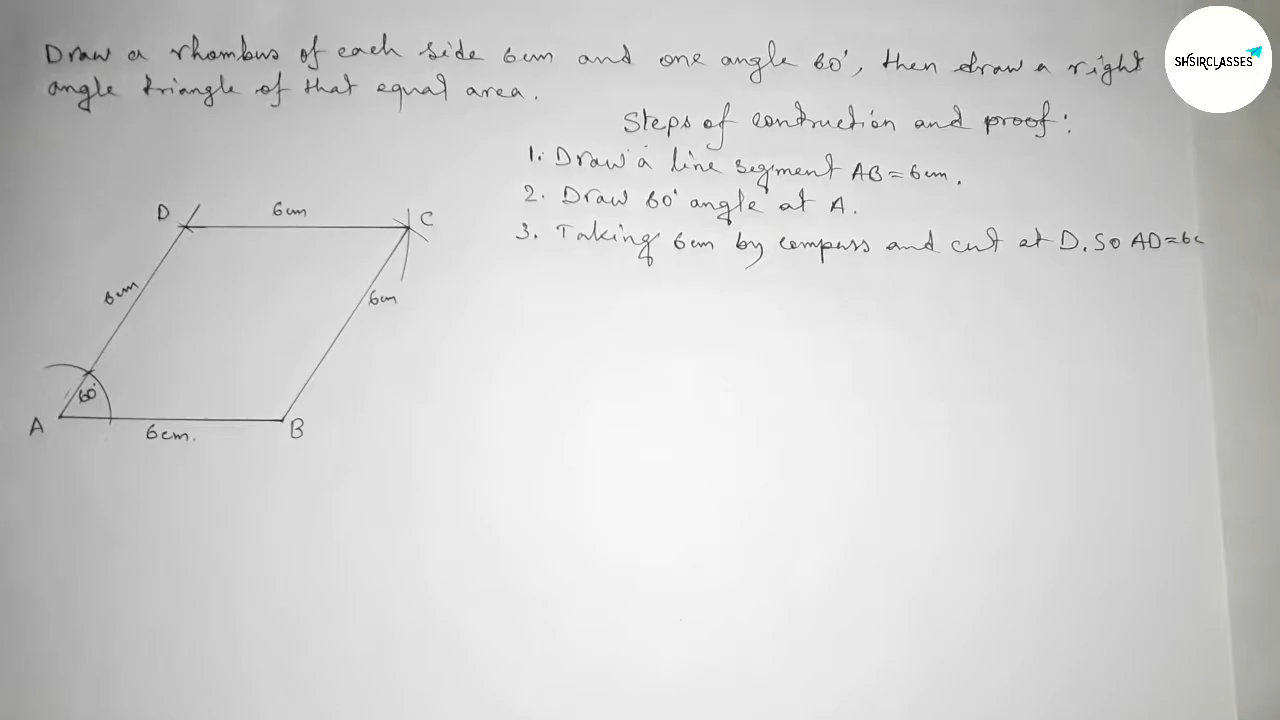 Draw a rhombus of each side 6cm and one angle 60°, then draw a right
angle triangle of that equal area.
SHSIRCLASSES
Steps of contruction and proof:
1. Draw a line segment AB=6cm.
2. Draw 60° angle at A.
3. Taking 6cm by compass and cut at D. So AD=6c
D 6cm C
6cm 6cm
60°
A 6cm. B